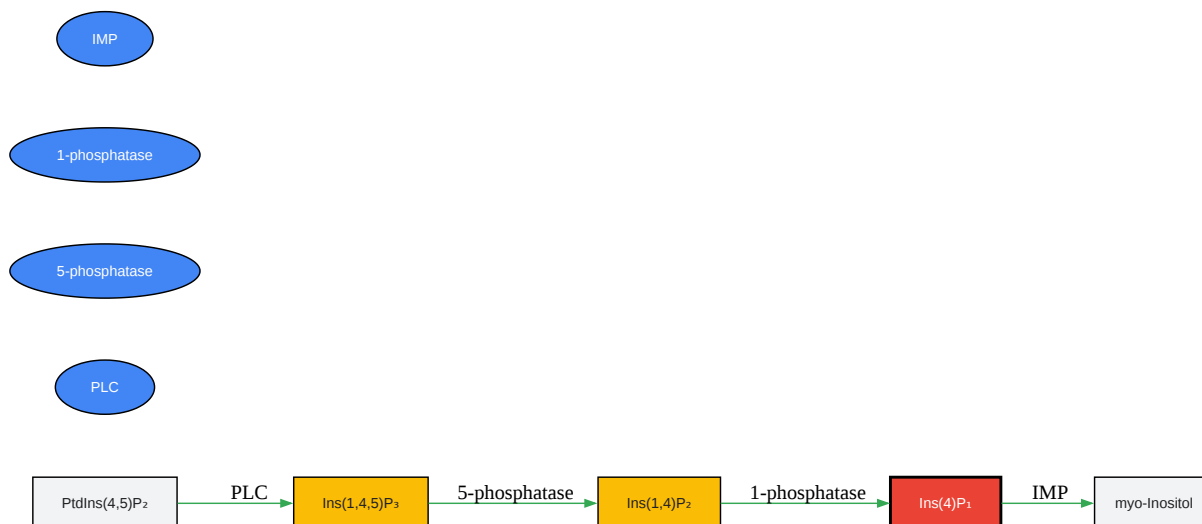 IMP
1-phosphatase
5-phosphatase
PLC
PtdIns(4,5)P₂
PLC
Ins(1,4,5)P₃
5-phosphatase
Ins(1,4)P₂
1-phosphatase
Ins(4)P₁
IMP
myo-Inositol